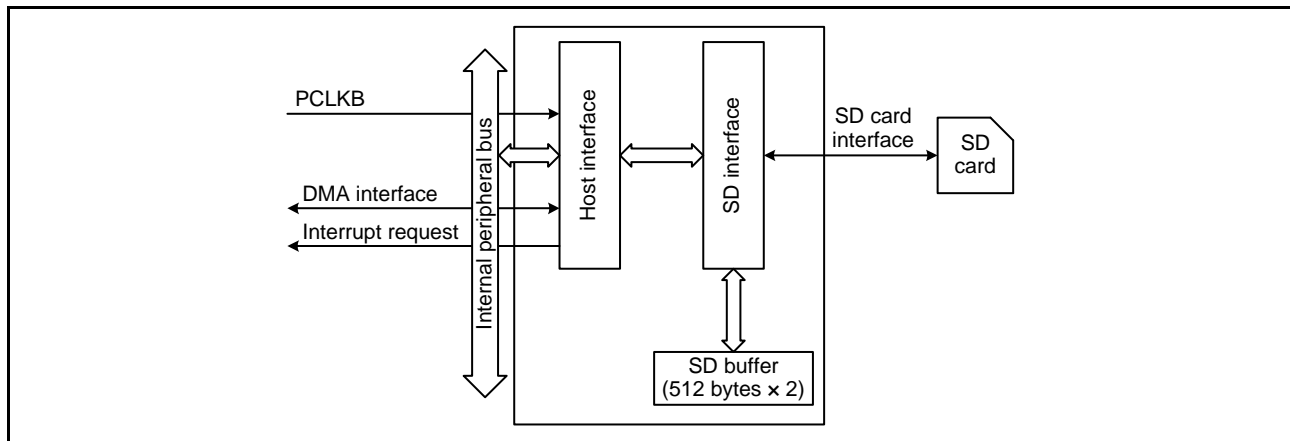 PCLKB
DMA interface
Interrupt request
Internal peripheral bus
Host interface
SD interface
SD card
interface
SD
card
SD buffer
(512 bytes × 2)